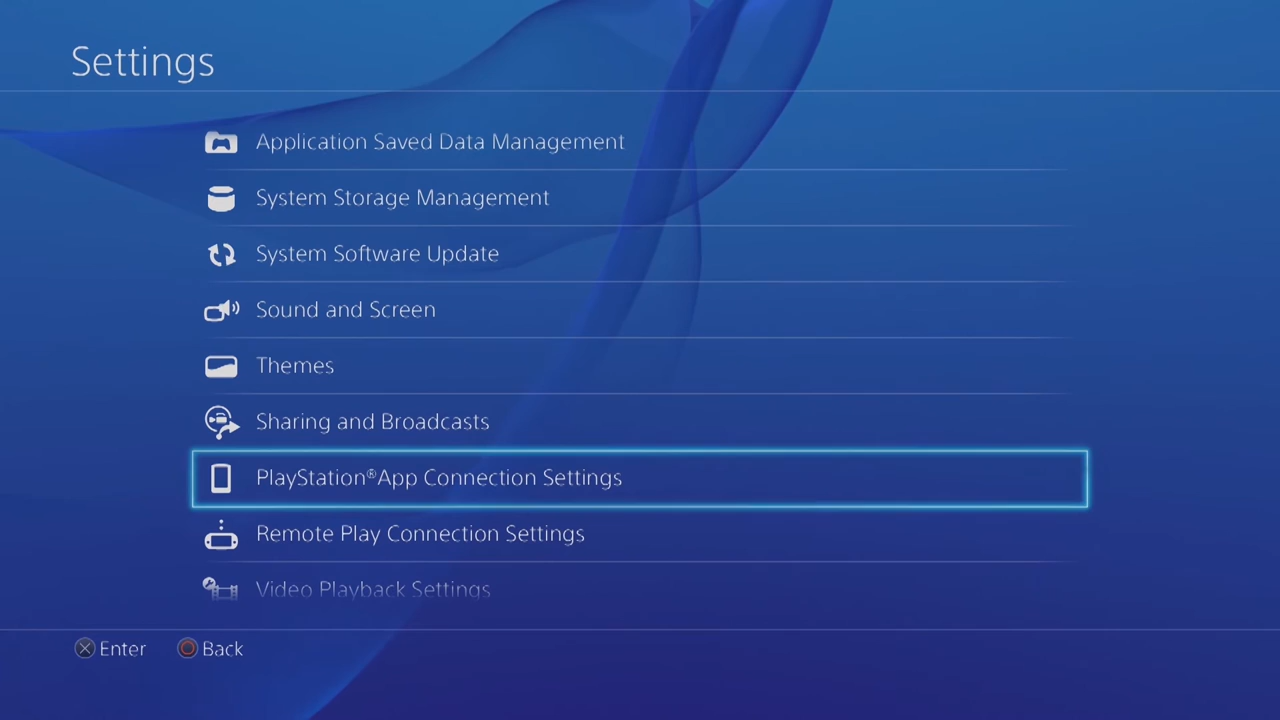 Settings
Application Saved Data Management
System Storage Management
System Software Update
Sound and Screen
Themes
Sharing and Broadcasts
PlayStation®App Connection Settings
Remote Play Connection Settings
Video Playback Settings
Enter Back